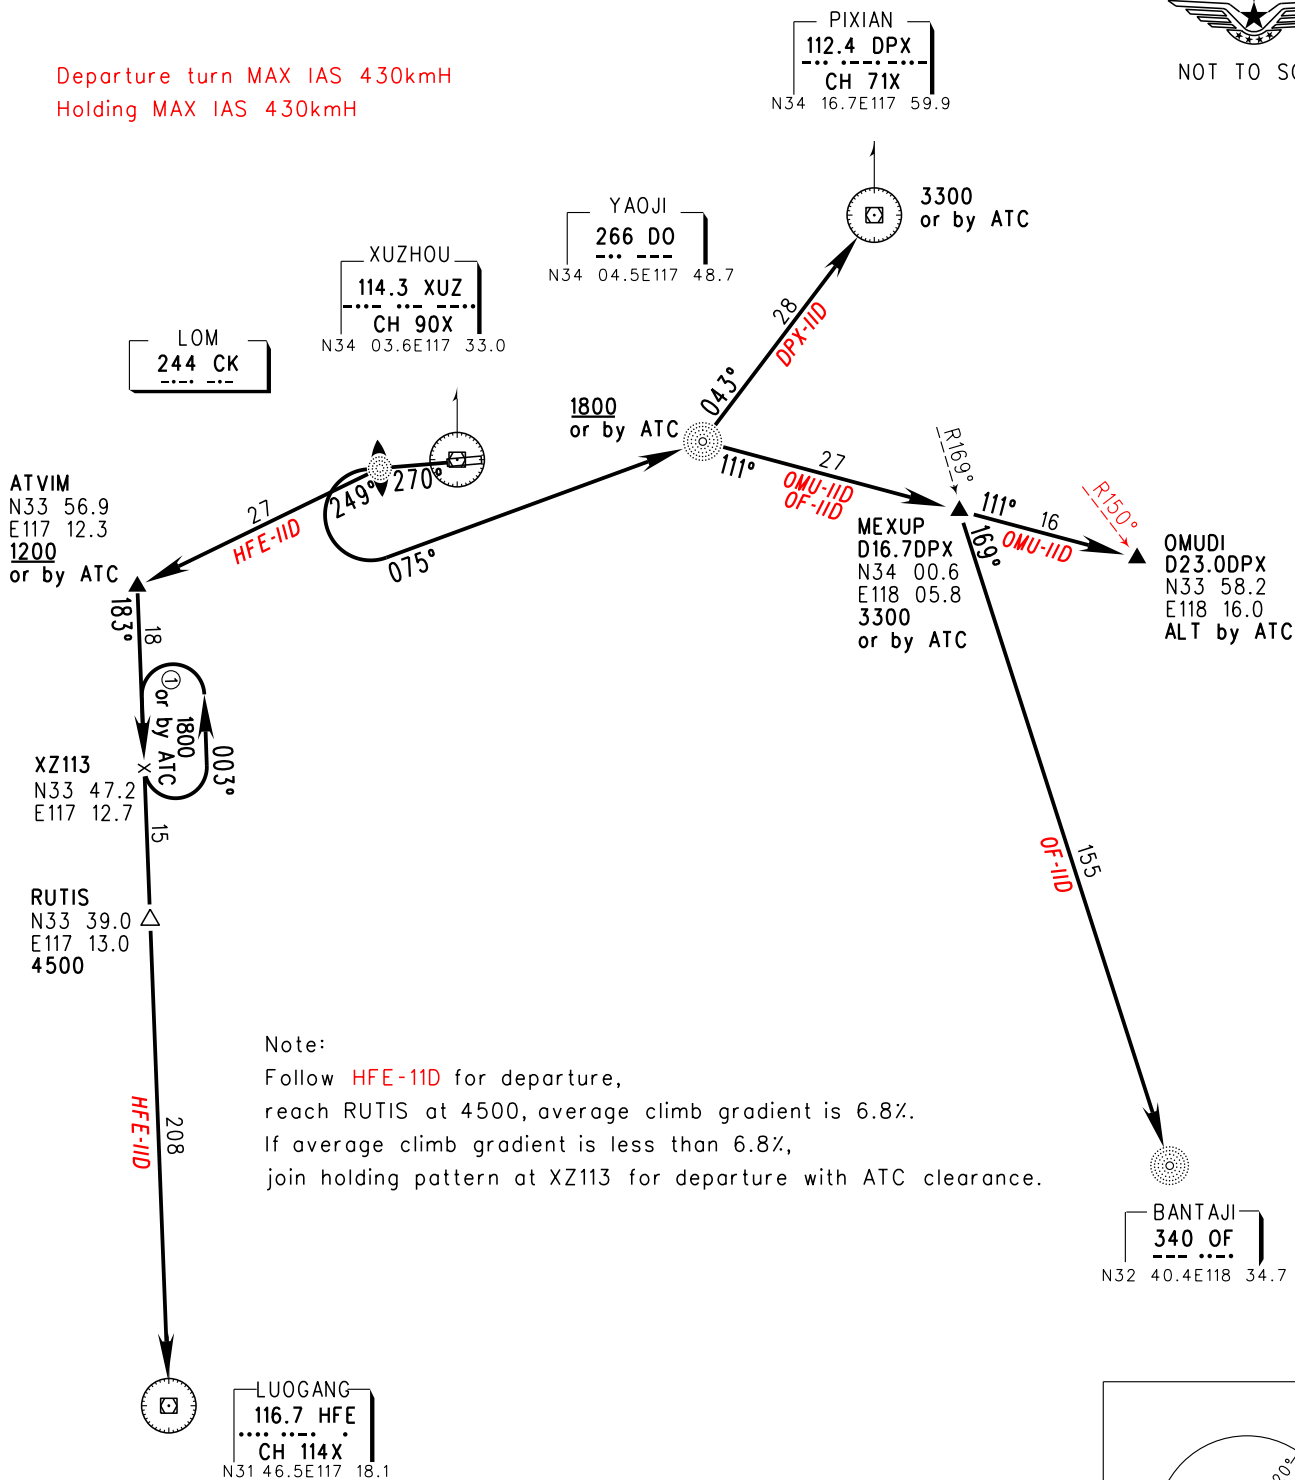 Departure turn MAX IAS 430kmH
Holding MAX IAS 430kmH
NOT TO
PIXIAN
112.4 DPX
CH 71X
N34 16.7E117 59.9
3300
or by ATC
YAOJI
266 DO
N34 04.5E117 48.7
XUZHOU
114.3 XUZ
CH 90X
N34 03.6E117 33.0
LOM
244 CK
28
DPX-11D
043°
1800
or by ATC
111°
27
OMU-11D
OF-11D
R169°
111°
16
OMU-11D
R150°
169°
MEXUP
D16.7DPX
N34 00.6
E118 05.8
3300
or by ATC
OMUDI
D23.0DPX
N33 58.2
E118 16.0
ALT by ATC
270°
249°
075°
27
HFE-11D
ATVIM
N33 56.9
E117 12.3
1200
or by ATC
183°
18
① 1800
or by ATC
003°
XZ113
N33 47.2
E117 12.7
15
RUTIS
N33 39.0
E117 13.0
4500
OF-11D
155
Note:
Follow HFE-11D for departure,
reach RUTIS at 4500, average climb gradient is 6.8%.
If average climb gradient is less than 6.8%,
join holding pattern at XZ113 for departure with ATC clearance.
HFE-11D
208
BANTAJI
340 OF
N32 40.4E118 34.7
LUOGANG
116.7 HFE
CH 114X
N31 46.5E117 18.1